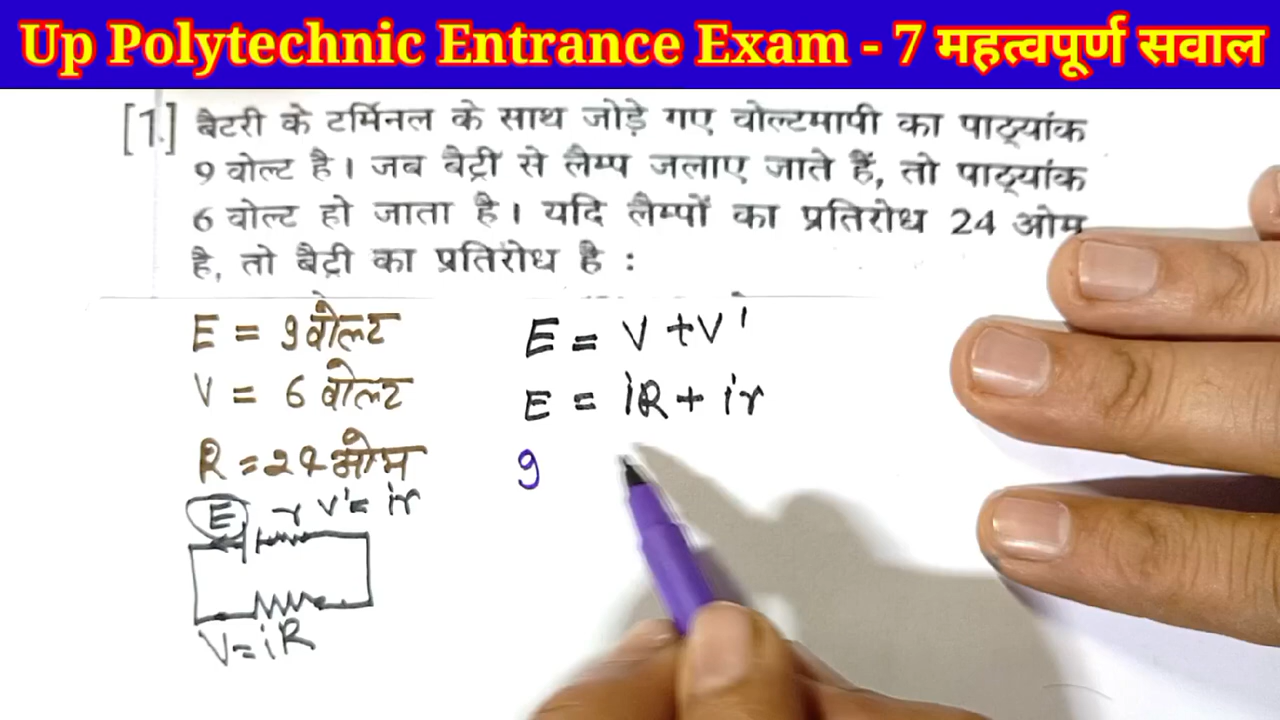 Up Polytechnic Entrance Exam - 7 महत्वपूर्ण सवाल
[1.] बैटरी के टर्मिनल के साथ जोड़े गए वोल्टमापी का पाठ्यांक
9 वोल्ट है। जब बैट्री से लैम्प जलाए जाते हैं, तो पाठ्यांक
6 वोल्ट हो जाता है। यदि लैम्पों का प्रतिरोध 24 ओम
है, तो बैट्री का प्रतिरोध है :
E = 9 वोल्ट
V = 6 वोल्ट
R = 24 ओम
E r V' = ir
V = iR
E = V + V'
E = iR + ir
9